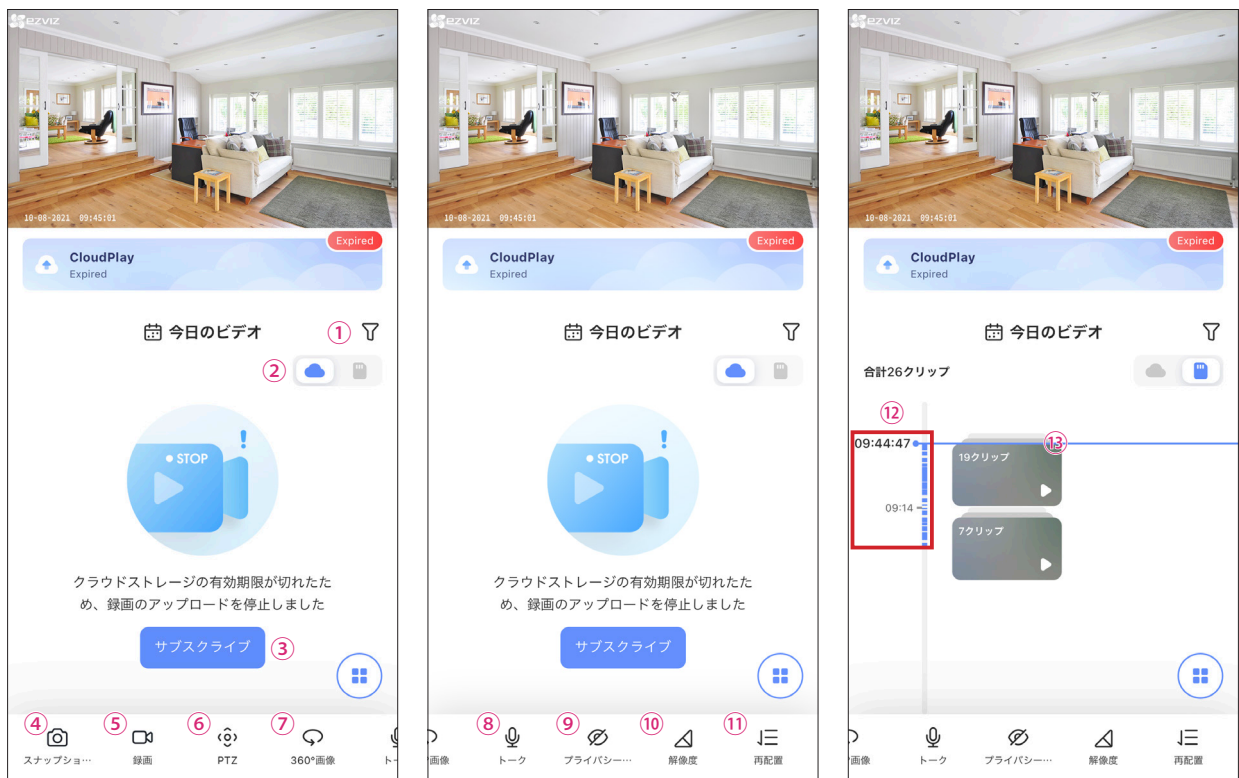 ezviz
10-08-2021 09:45:01
Expired
CloudPlay
Expired
今日のビデオ ①
②
! 
STOP
クラウドストレージの有効期限が切れたた
め、録画のアップロードを停止しました
サブスクライブ ③
④ ⑤ ⑥ ⑦
スナップショ… 録画 PTZ 360°画像 トー
ezviz
10-08-2021 09:45:01
Expired
CloudPlay
Expired
今日のビデオ
!
STOP
クラウドストレージの有効期限が切れたた
め、録画のアップロードを停止しました
サブスクライブ
⑧ ⑨ ⑩ ⑪
°画像 トーク プライバシー… 解像度 再配置
ezviz
10-08-2021 09:45:01
Expired
CloudPlay
Expired
今日のビデオ
合計26クリップ
⑫
09:44:47 ⑬
19クリップ
09:14
7クリップ
画像 トーク プライバシー… 解像度 再配置